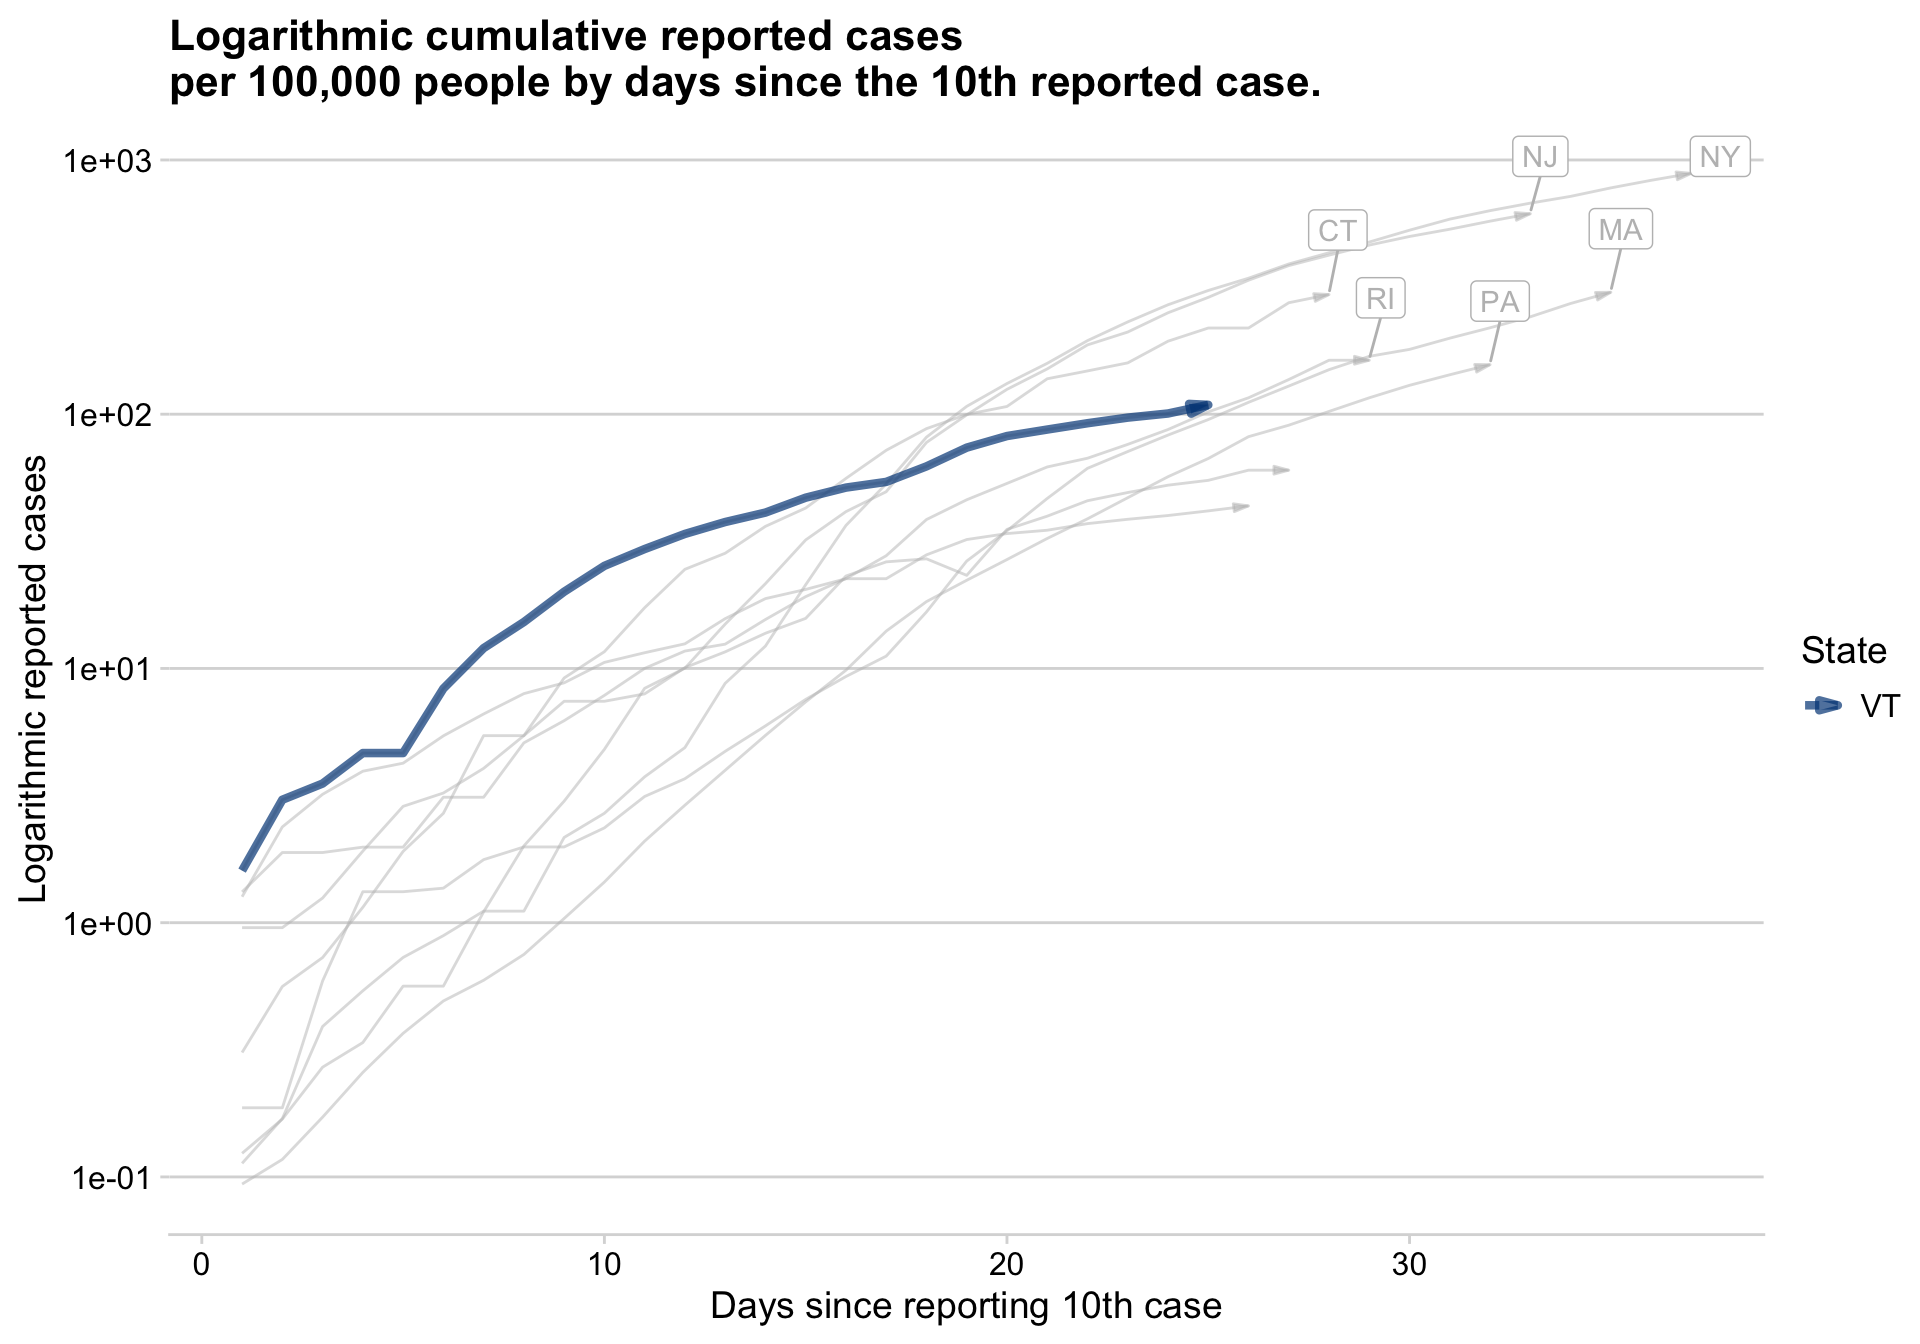 Logarithmic cumulative reported cases
per 100,000 people by days since the 10th reported case.
1e+03
1e+02
1e+01
1e+00
1e-01
Logarithmic reported cases
NJ
NY
CT
MA
RI
PA
State
VT
0
10
20
30
Days since reporting 10th case